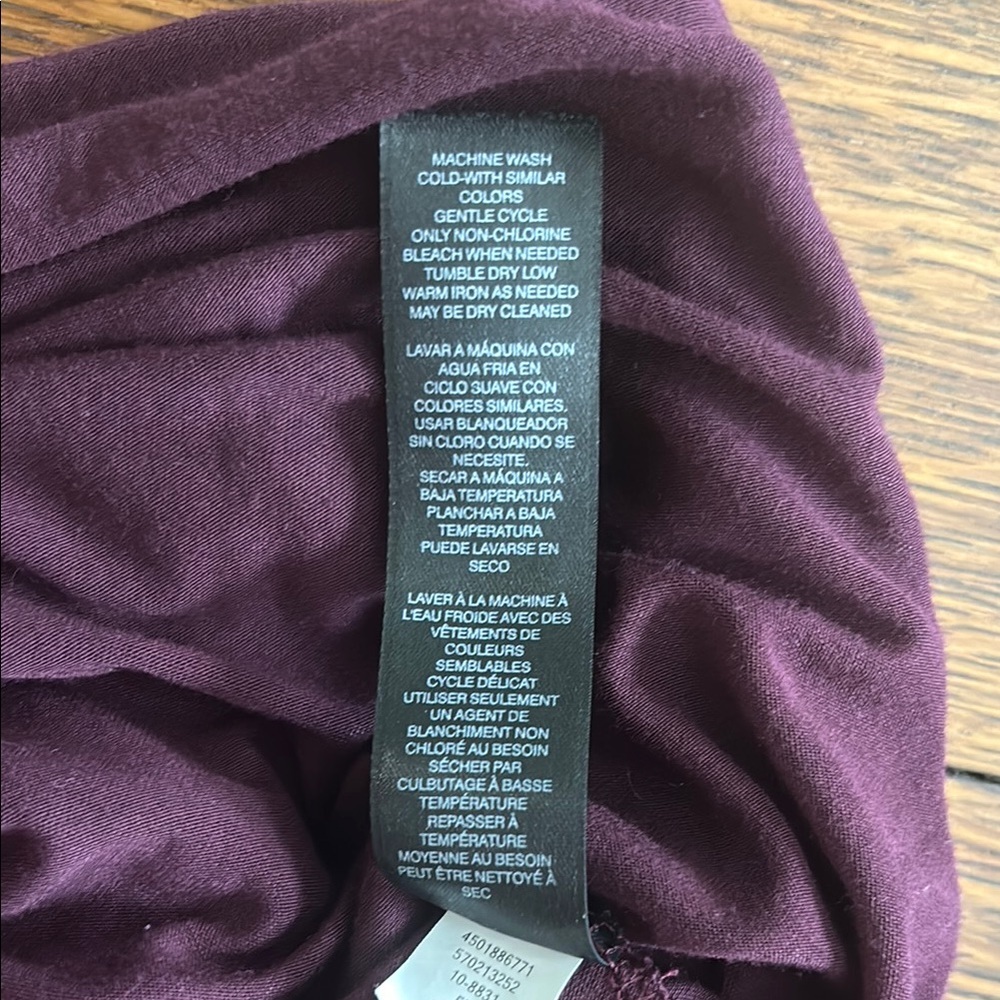 MACHINE WASH
COLD-WITH SIMILAR
COLORS
GENTLE CYCLE
ONLY NON-CHLORINE
BLEACH WHEN NEEDED
TUMBLE DRY LOW
WARM IRON AS NEEDED
MAY BE DRY CLEANED
LAVAR A MÁQUINA CON
AGUA FRIA EN
CICLO SUAVE CON
COLORES SIMILARES.
USAR BLANQUEADOR
SIN CLORO CUANDO SE
NECESITE.
SECAR A MÁQUINA A
BAJA TEMPERATURA
PLANCHAR A BAJA
TEMPERATURA
PUEDE LAVARSE EN
SECO
LAVER À LA MACHINE À
L'EAU FROIDE AVEC DES
VÊTEMENTS DE
COULEURS
SEMBLABLES
CYCLE DÉLICAT
UTILISER SEULEMENT
UN AGENT DE
BLANCHIMENT NON
CHLORÉ AU BESOIN
SÉCHER PAR
CULBUTAGE À BASSE
TEMPÉRATURE
REPASSER À
TEMPÉRATURE
MOYENNE AU BESOIN
PEUT ÊTRE NETTOYÉ À
SEC
4501886771
570213252
10-8831